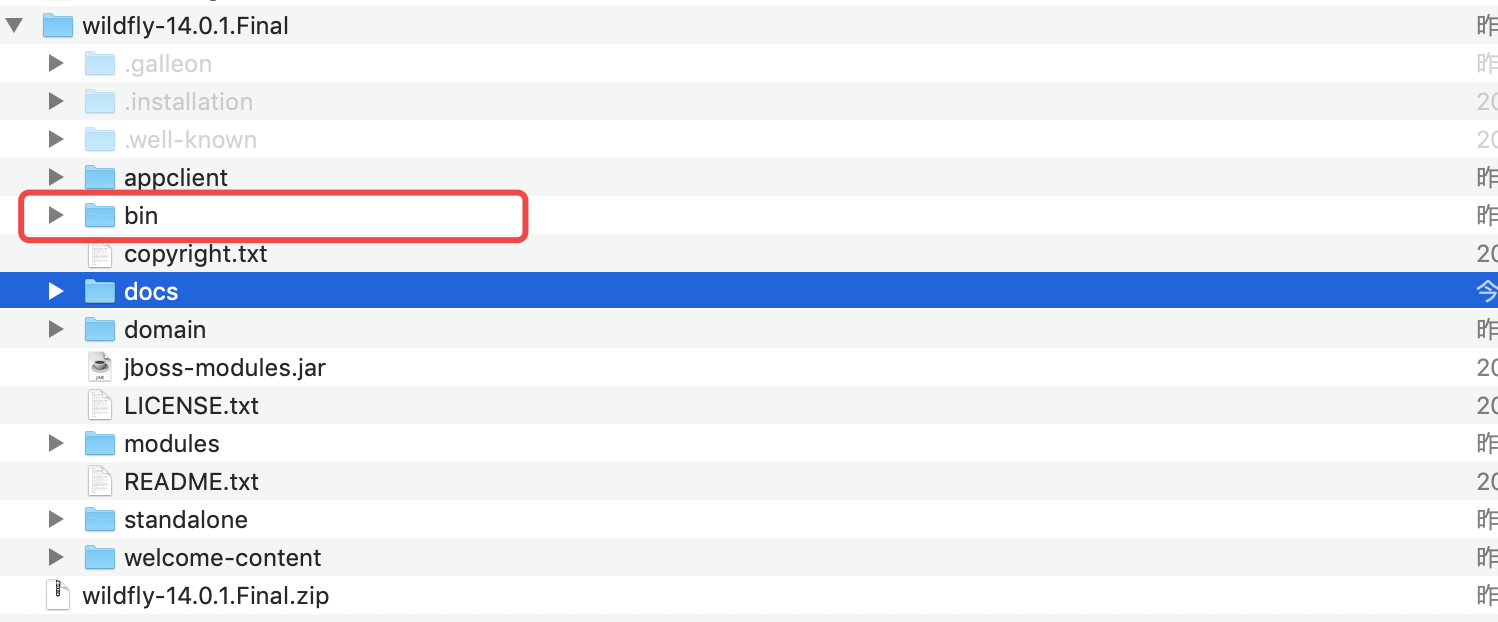 wildfly-14.0.1.Final 昨
.galleon 昨
.installation 20
.well-known 20
appclient 昨
bin 昨
copyright.txt 20
docs 今
domain 昨
jboss-modules.jar 20
LICENSE.txt 20
modules 昨
README.txt 20
standalone 昨
welcome-content 昨
wildfly-14.0.1.Final.zip 昨